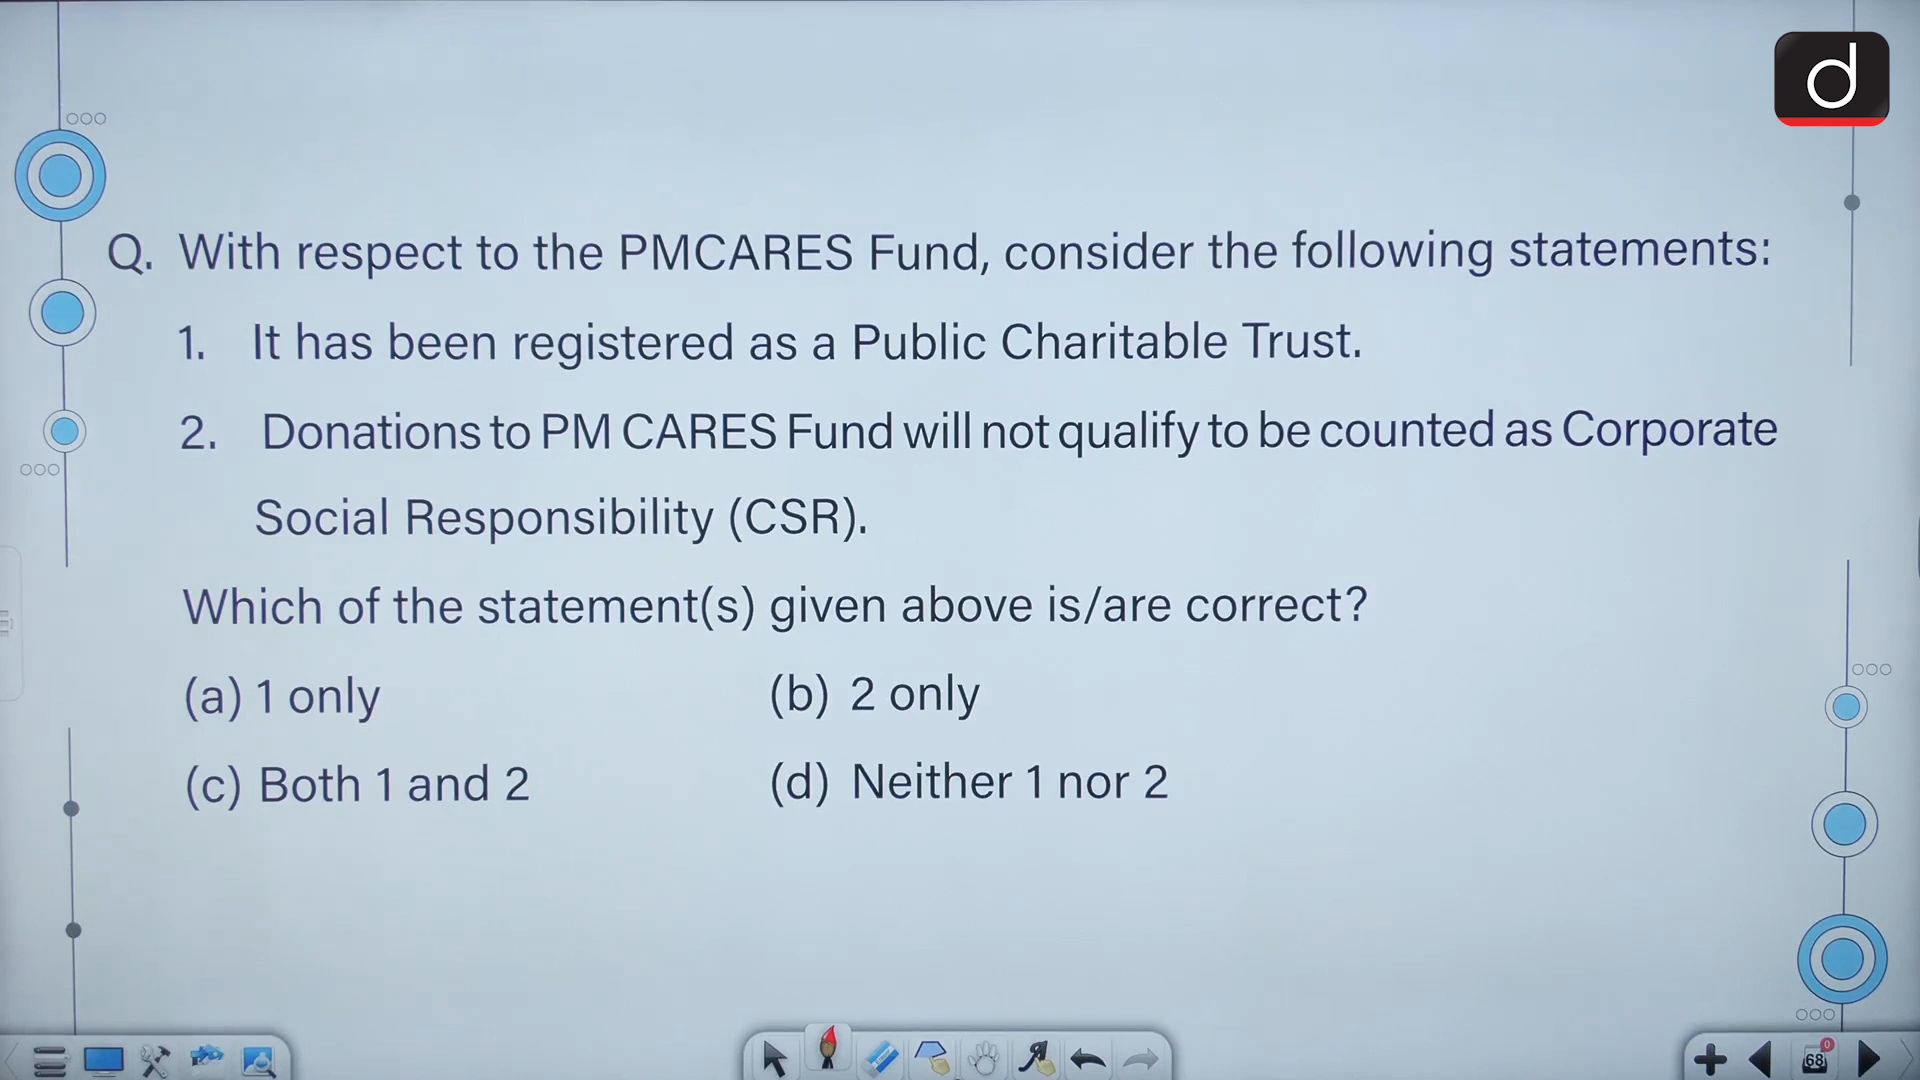 d
Q. With respect to the PMCARES Fund, consider the following statements:
1. It has been registered as a Public Charitable Trust.
2. Donations to PM CARES Fund will not qualify to be counted as Corporate
Social Responsibility (CSR).
Which of the statement(s) given above is/are correct?
(a) 1 only (b) 2 only
(c) Both 1 and 2 (d) Neither 1 nor 2
68 0